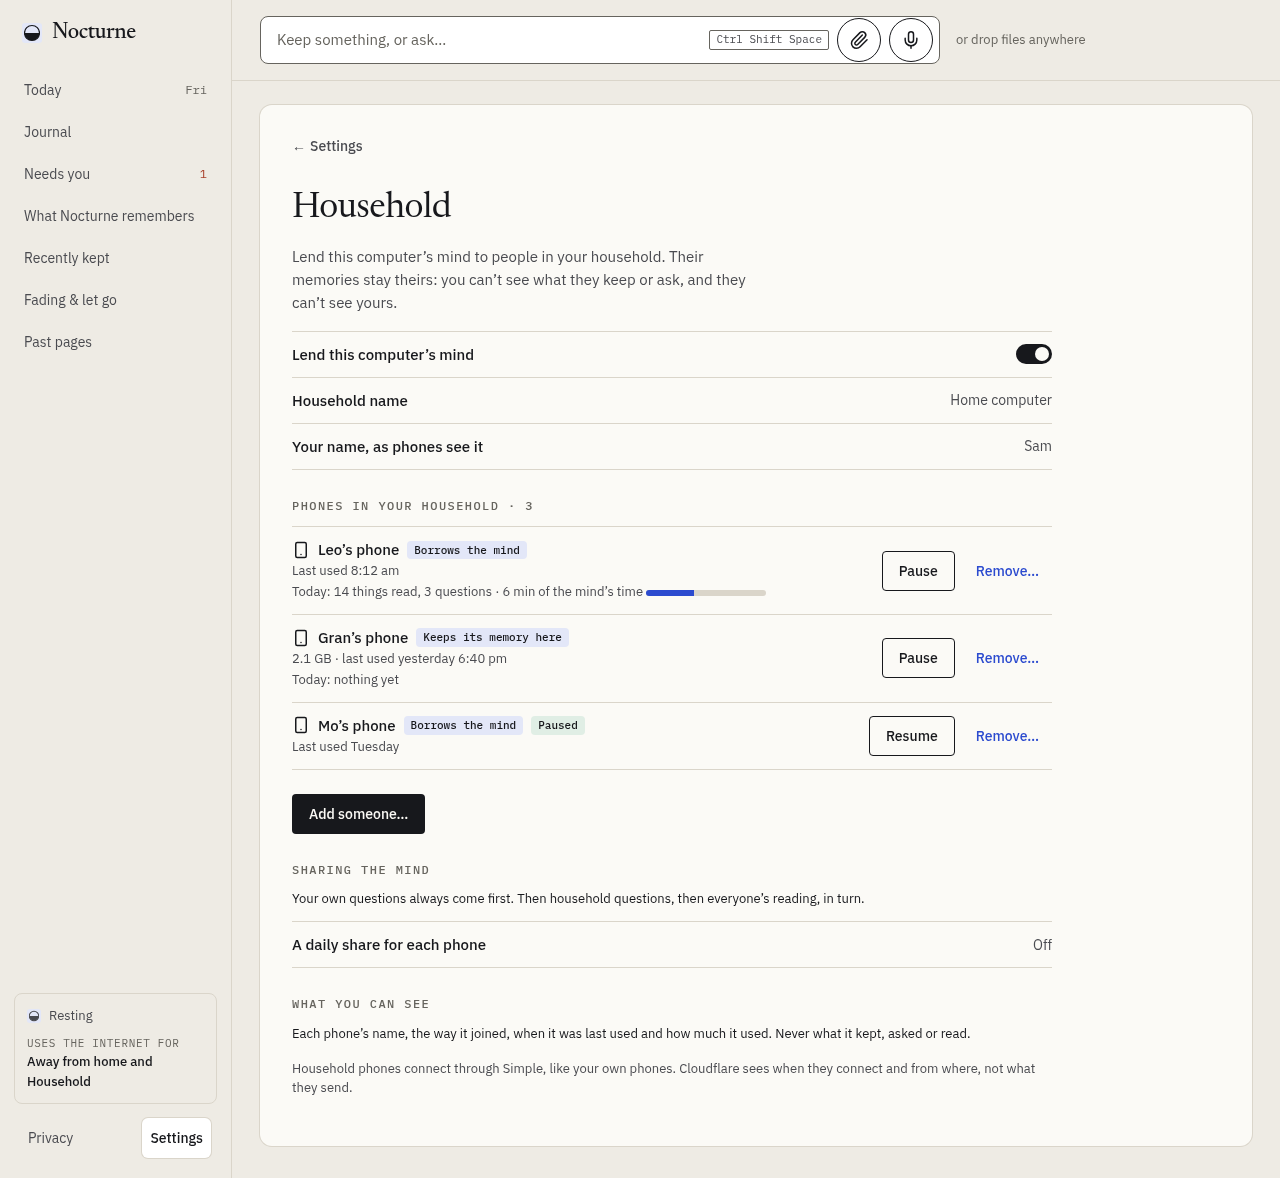 Nocturne
Keep something, or ask…
Ctrl Shift Space
or drop files anywhere
Today
Fri
Journal
Needs you
1
What Nocturne remembers
Recently kept
Fading & let go
Past pages
← Settings
Household
Lend this computer’s mind to people in your household. Their
memories stay theirs: you can’t see what they keep or ask, and they
can’t see yours.
Lend this computer’s mind
Household name
Home computer
Your name, as phones see it
Sam
PHONES IN YOUR HOUSEHOLD · 3
Leo’s phone
Borrows the mind
Last used 8:12 am
Today: 14 things read, 3 questions · 6 min of the mind’s time
Pause
Remove…
Gran’s phone
Keeps its memory here
2.1 GB · last used yesterday 6:40 pm
Today: nothing yet
Pause
Remove…
Mo’s phone
Borrows the mind
Paused
Last used Tuesday
Resume
Remove…
Add someone…
SHARING THE MIND
Your own questions always come first. Then household questions, then everyone’s reading, in turn.
A daily share for each phone
Off
WHAT YOU CAN SEE
Each phone’s name, the way it joined, when it was last used and how much it used. Never what it kept, asked or read.
Household phones connect through Simple, like your own phones. Cloudflare sees when they connect and from where, not what
they send.
Resting
USES THE INTERNET FOR
Away from home and
Household
Privacy
Settings